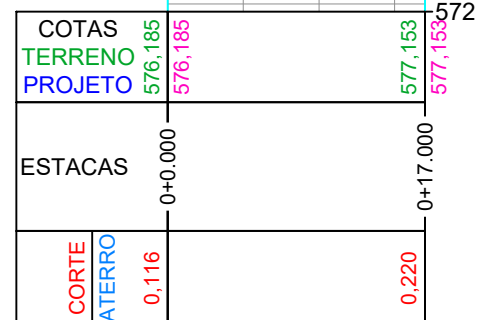 572
COTAS
TERRENO
PROJETO
576,185
576,185
577,153
577,153
ESTACAS
0+0.000
0+17.000
CORTE
ATERRO
0,116
0,220